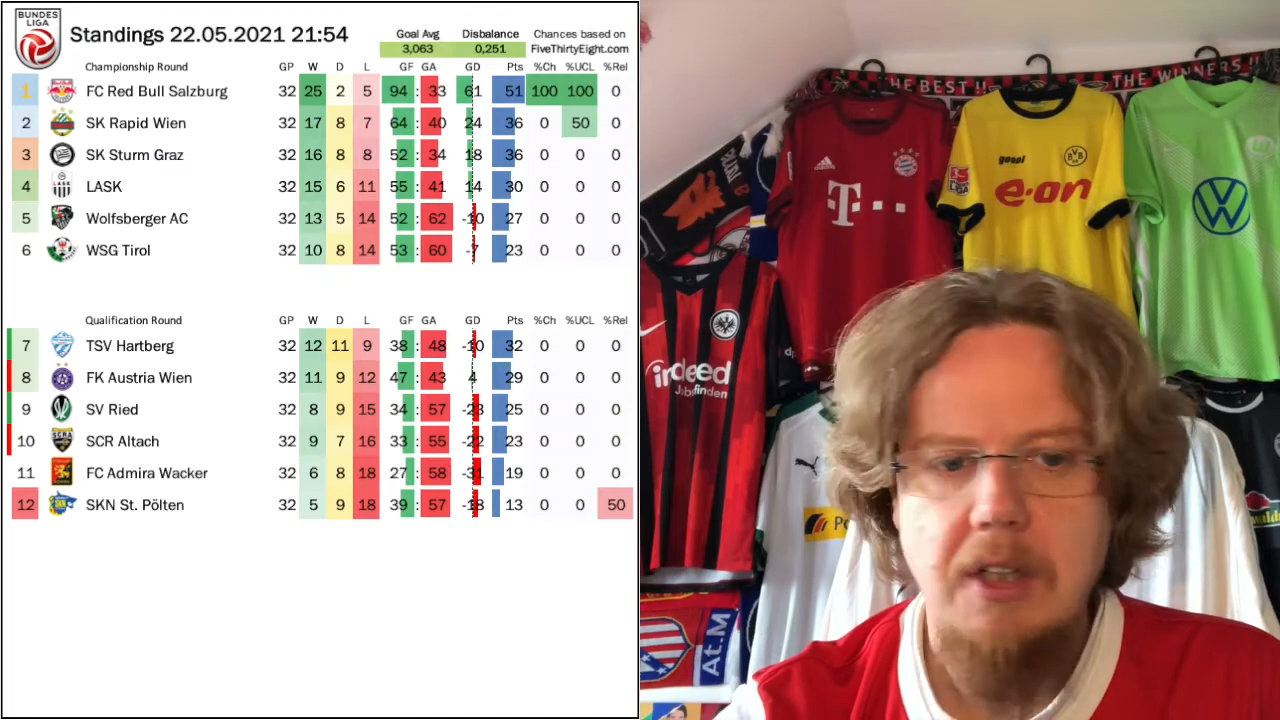 BUNDES
LIGA
Standings 22.05.2021 21:54
Goal Avg Disbalance Chances based on
3,063 0,251 FiveThirtyEight.com
Championship Round GP W D L GF GA GD Pts %Ch %UCL %Rel
1 FC Red Bull Salzburg 32 25 2 5 94 : 33 61 51 100 100 0
2 SK Rapid Wien 32 17 8 7 64 : 40 24 36 0 50 0
3 SK Sturm Graz 32 16 8 8 52 : 34 18 36 0 0 0
4 LASK 32 15 6 11 55 : 41 14 30 0 0 0
5 Wolfsberger AC 32 13 5 14 52 : 62 -10 27 0 0 0
6 WSG Tirol 32 10 8 14 53 : 60 -7 23 0 0 0
Qualification Round GP W D L GF GA GD Pts %Ch %UCL %Rel
7 TSV Hartberg 32 12 11 9 38 : 48 -10 32 0 0 0
8 FK Austria Wien 32 11 9 12 47 : 43 4 29 0 0 0
9 SV Ried 32 8 9 15 34 : 57 -23 25 0 0 0
10 SCR Altach 32 9 7 16 33 : 55 -22 23 0 0 0
11 FC Admira Wacker 32 6 8 18 27 : 58 -31 19 0 0 0
12 SKN St. Pölten 32 5 9 18 39 : 57 -18 13 0 0 50
THE BEST !! THE WINNERS !!
T . . .
goool BVB 09
e·on
LIGA
indeed
Jobsfinden
At.M